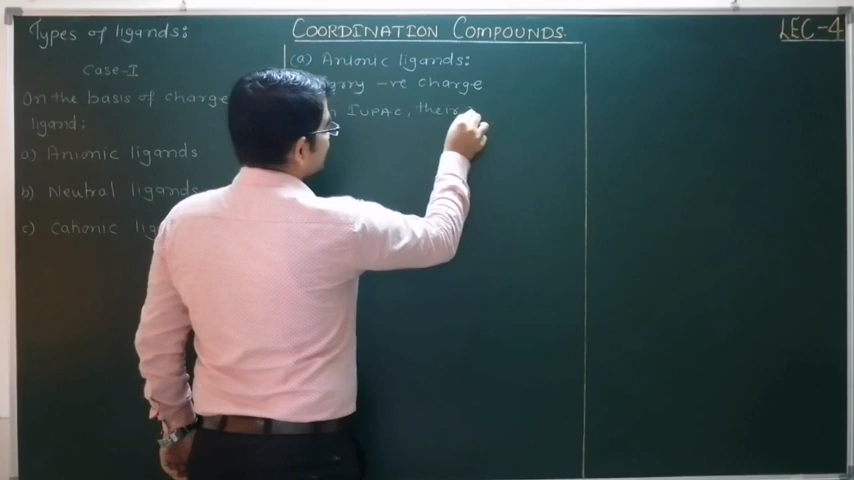 COORDINATION COMPOUNDS.
LEC-4
Types of ligands:
Case-I
On the basis of charge
ligand:
a) Anionic ligands
b) Neutral ligands
c) Cationic
(a) Anionic ligands:
-ve charge
IUPAC, their